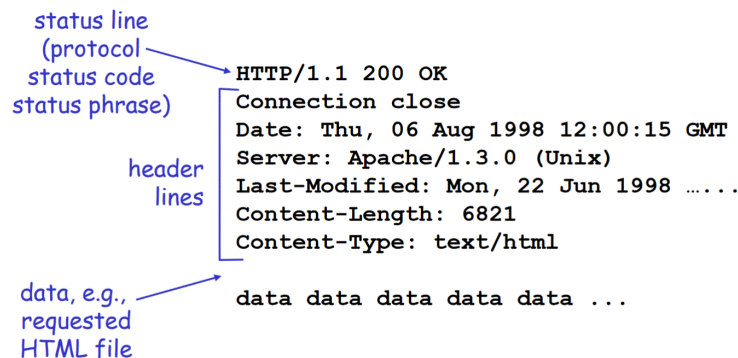 status line
(protocol
status code
status phrase)
HTTP/1.1 200 OK
Connection close
Date: Thu, 06 Aug 1998 12:00:15 GMT
Server: Apache/1.3.0 (Unix)
Last-Modified: Mon, 22 Jun 1998 …...
Content-Length: 6821
Content-Type: text/html
header
lines
data, e.g.,
requested
HTML file
data data data data data ...